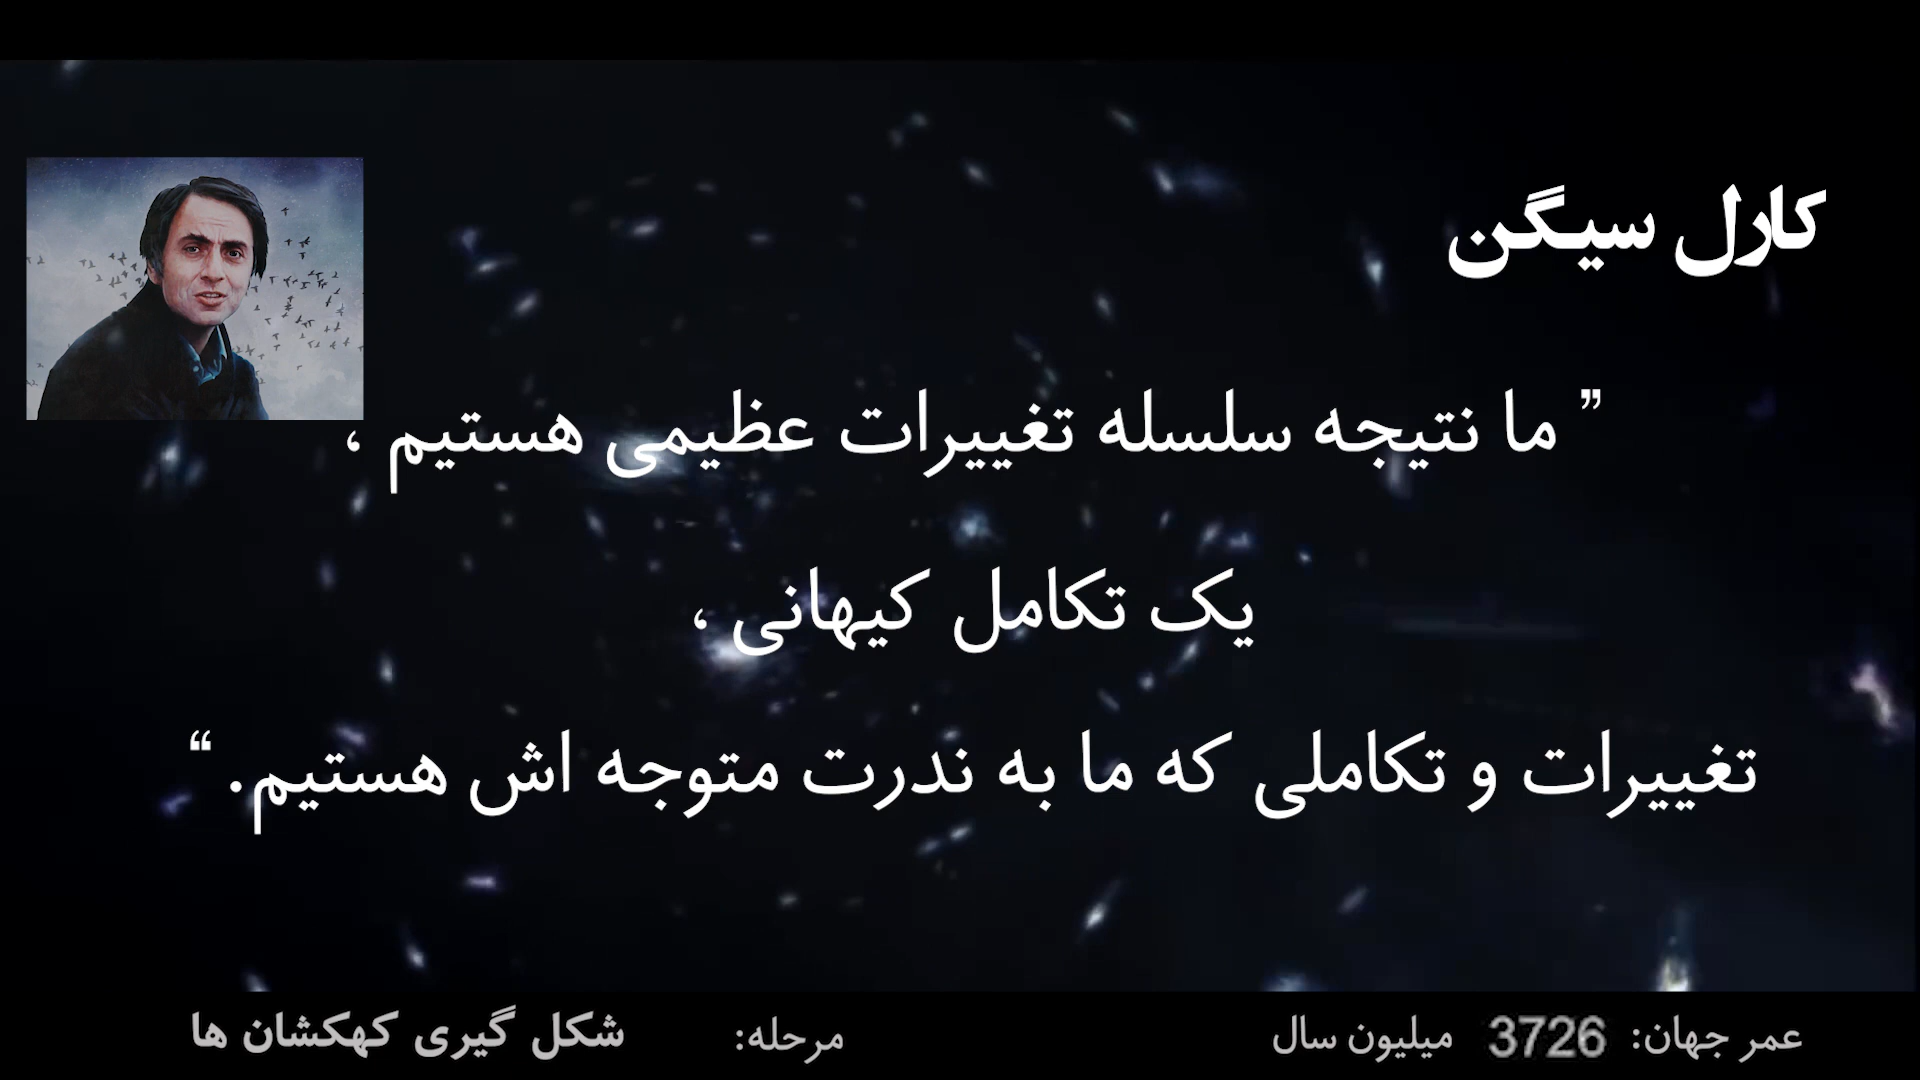 کارل سیگن
” ما نتیجه سلسله تغییرات عظیمی هستیم ،
یک تکامل کیهانی ،
تغییرات و تکاملی که ما به ندرت متوجه اش هستیم. “
عمر جهان: 3726 میلیون سال مرحله: شکل گیری کهکشان ها